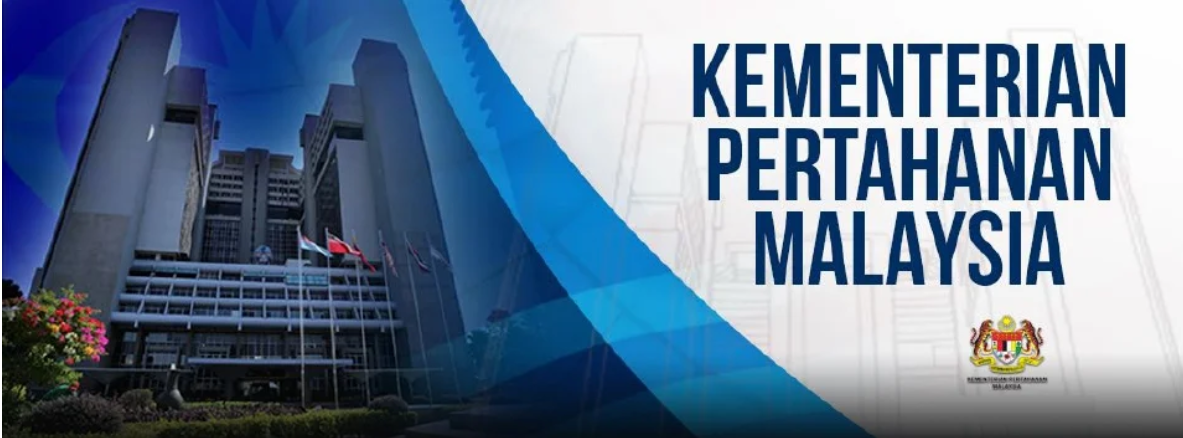 KEMENTERIAN
PERTAHANAN
MALAYSIA
KEMENTERIAN PERTAHANAN
MALAYSIA